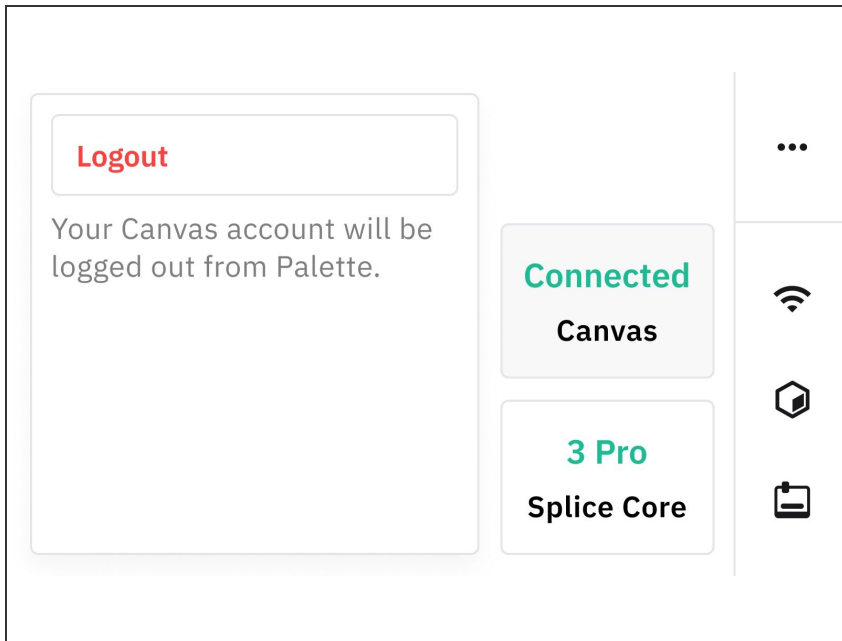 Logout
Your Canvas account will be
logged out from Palette.
Connected
Canvas
3 Pro
Splice Core